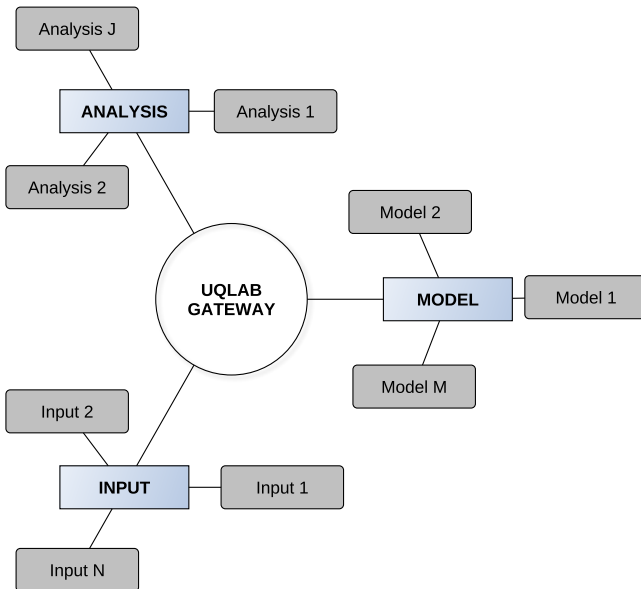 Analysis J
ANALYSIS
Analysis 1
Analysis 2
Model 2
UQLAB
GATEWAY
MODEL
Model 1
Model M
Input 2
INPUT
Input 1
Input N